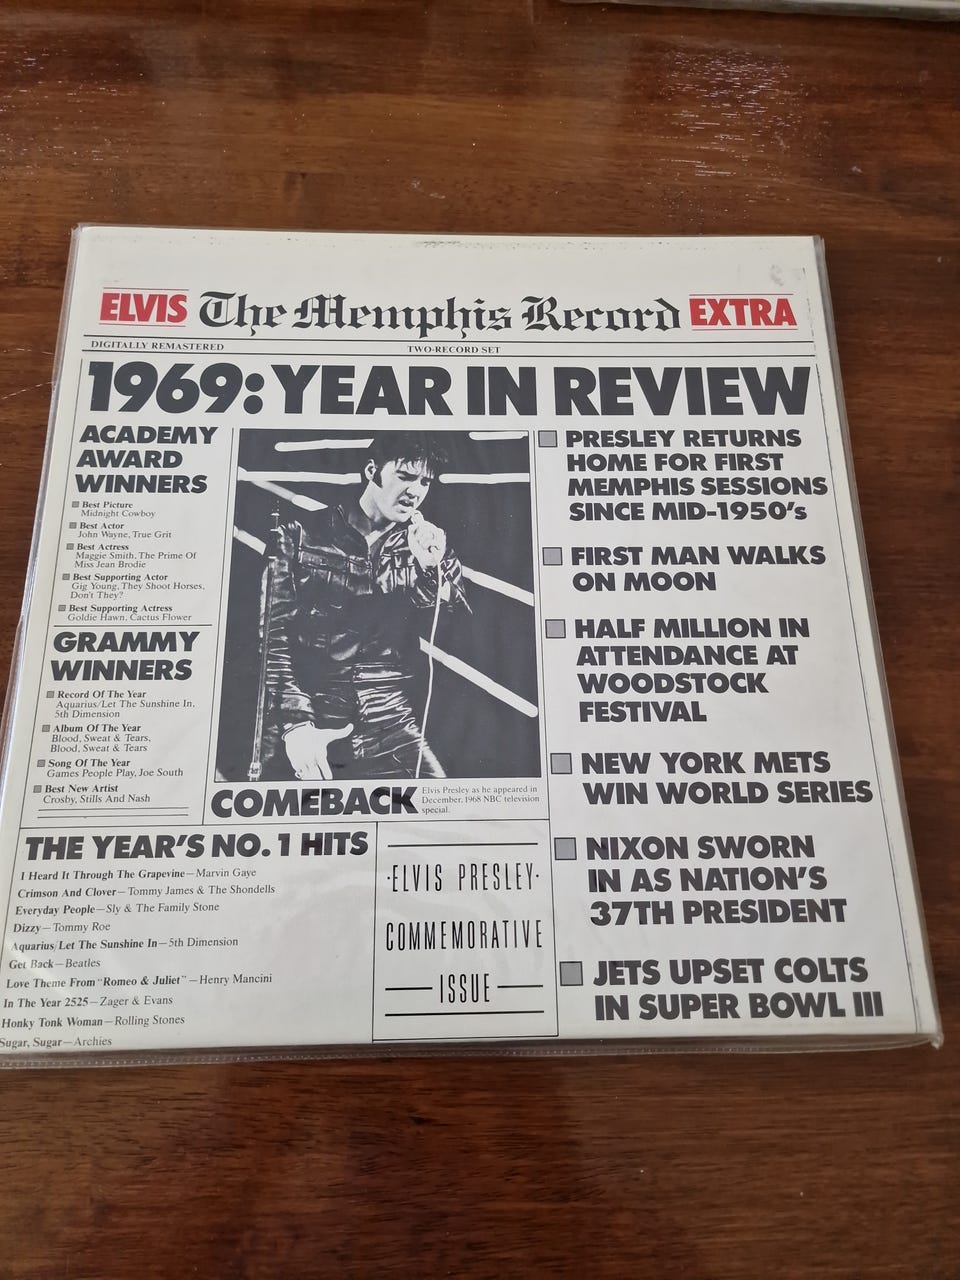 ELVIS The Memphis Record EXTRA
DIGITALLY REMASTERED TWO-RECORD SET
1969: YEAR IN REVIEW
ACADEMY
AWARD
WINNERS
Best Picture
Midnight Cowboy
Best Actor
John Wayne, True Grit
Best Actress
Maggie Smith, The Prime Of
Miss Jean Brodie
Best Supporting Actor
Gig Young, They Shoot Horses,
Don't They?
Best Supporting Actress
Goldie Hawn, Cactus Flower
GRAMMY
WINNERS
Record Of The Year
Aquarius/Let The Sunshine In,
5th Dimension
Album Of The Year
Blood, Sweat & Tears,
Blood, Sweat & Tears
Song Of The Year
Games People Play, Joe South
Best New Artist
Crosby, Stills And Nash
COMEBACK
Elvis Presley as he appeared in
December, 1968 NBC television
special.
PRESLEY RETURNS
HOME FOR FIRST
MEMPHIS SESSIONS
SINCE MID-1950's
FIRST MAN WALKS
ON MOON
HALF MILLION IN
ATTENDANCE AT
WOODSTOCK
FESTIVAL
NEW YORK METS
WIN WORLD SERIES
NIXON SWORN
IN AS NATION'S
37TH PRESIDENT
JETS UPSET COLTS
IN SUPER BOWL III
THE YEAR'S NO. 1 HITS
I Heard It Through The Grapevine—Marvin Gaye
Crimson And Clover—Tommy James & The Shondells
Everyday People—Sly & The Family Stone
Dizzy—Tommy Roe
Aquarius/Let The Sunshine In—5th Dimension
Get Back—Beatles
Love Theme From "Romeo & Juliet"—Henry Mancini
In The Year 2525—Zager & Evans
Honky Tonk Woman—Rolling Stones
Sugar, Sugar—Archies
·ELVIS PRESLEY·
COMMEMORATIVE
—ISSUE—